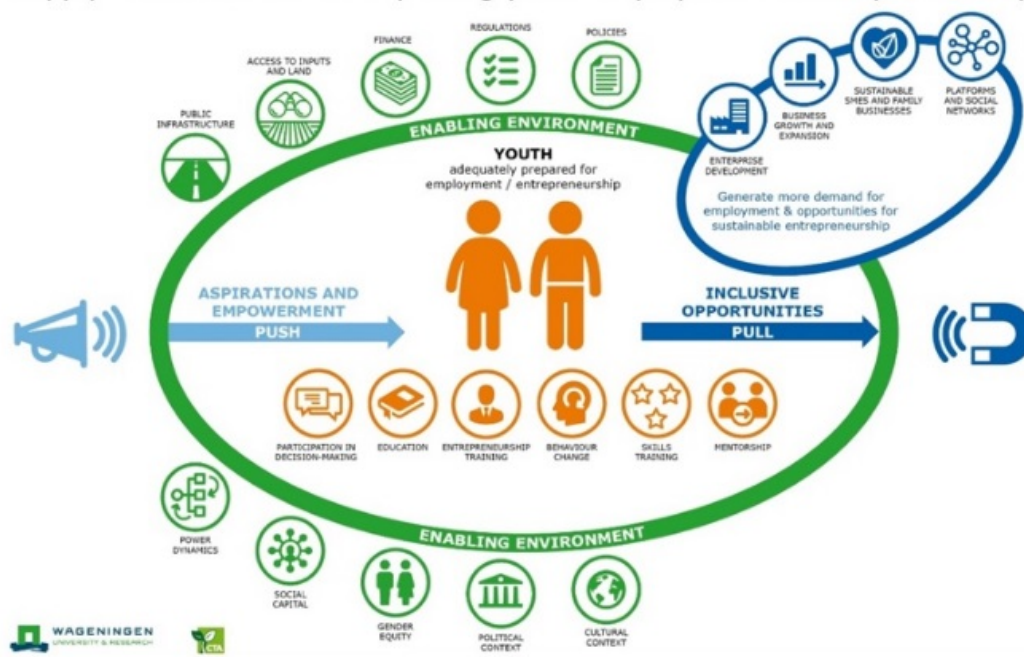 REGULATIONS
POLICIES
FINANCE
ACCESS TO INPUTS
AND LAND
PUBLIC
INFRASTRUCTURE
ENABLING ENVIRONMENT
YOUTH
adequately prepared for
employment / entrepreneurship
ENTERPRISE
DEVELOPMENT
BUSINESS
GROWTH AND
EXPANSION
SUSTAINABLE
SMES AND FAMILY
BUSINESSES
PLATFORMS
AND SOCIAL
NETWORKS
Generate more demand for
employment & opportunities for
sustainable entrepreneurship
ASPIRATIONS AND
EMPOWERMENT
PUSH
INCLUSIVE
OPPORTUNITIES
PULL
PARTICIPATION IN
DECISION-MAKING
EDUCATION
ENTREPRENEURSHIP
TRAINING
BEHAVIOUR
CHANGE
SKILLS
TRAINING
MENTORSHIP
ENABLING ENVIRONMENT
POWER
DYNAMICS
SOCIAL
CAPITAL
GENDER
EQUITY
POLITICAL
CONTEXT
CULTURAL
CONTEXT
WAGENINGEN
UNIVERSITY & RESEARCH
CTA